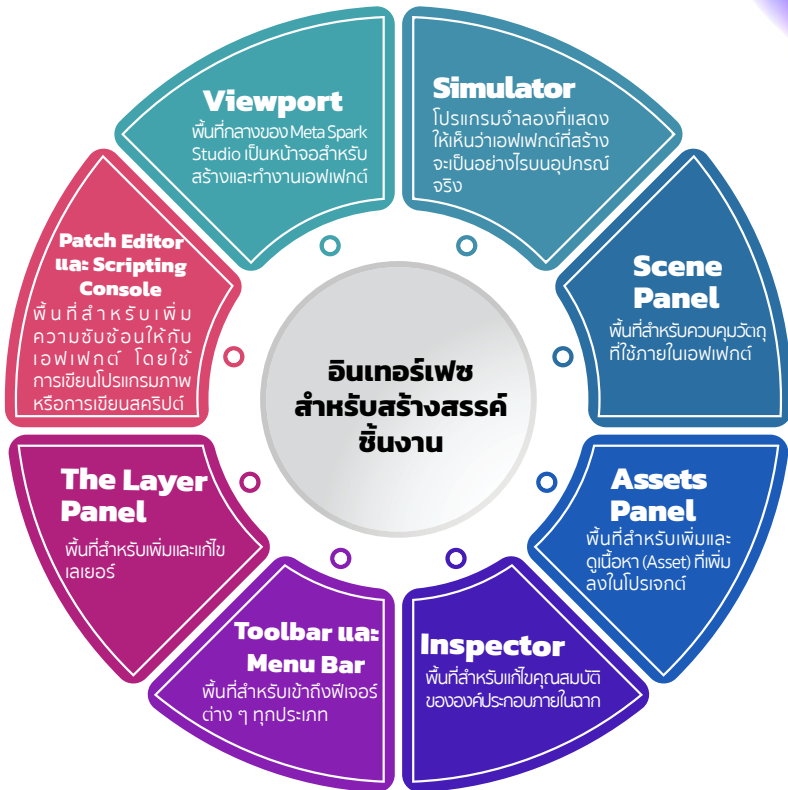 Viewport
พื้นที่กลางของ Meta Spark
Studio เป็นหน้าจอสำหรับ
สร้างและทำงานเอฟเฟกต์
Simulator
โปรแกรมจำลองที่แสดง
ให้เห็นว่าเอฟเฟกต์ที่สร้าง
จะเป็นอย่างไรบนอุปกรณ์
จริง
Scene
Panel
พื้นที่สำหรับควบคุมวัตถุ
ที่ใช้ภายในเอฟเฟกต์
Assets
Panel
พื้นที่สำหรับเพิ่มและ
ดูเนื้อหา (Asset) ที่เพิ่ม
ลงในโปรเจกต์
Inspector
พื้นที่สำหรับแก้ไขคุณสมบัติ
ขององค์ประกอบภายในฉาก
Toolbar และ
Menu Bar
พื้นที่สำหรับเข้าถึงฟีเจอร์
ต่าง ๆ ทุกประเภท
The Layer
Panel
พื้นที่สำหรับเพิ่มและแก้ไข
เลเยอร์
Patch Editor
และ Scripting
Console
พื้นที่สำหรับเพิ่ม
ความซับซ้อนให้กับ
เอฟเฟกต์ โดยใช้
การเขียนโปรแกรมภาพ
หรือการเขียนสคริปต์
อินเทอร์เฟซ
สำหรับสร้างสรรค์
ชิ้นงาน